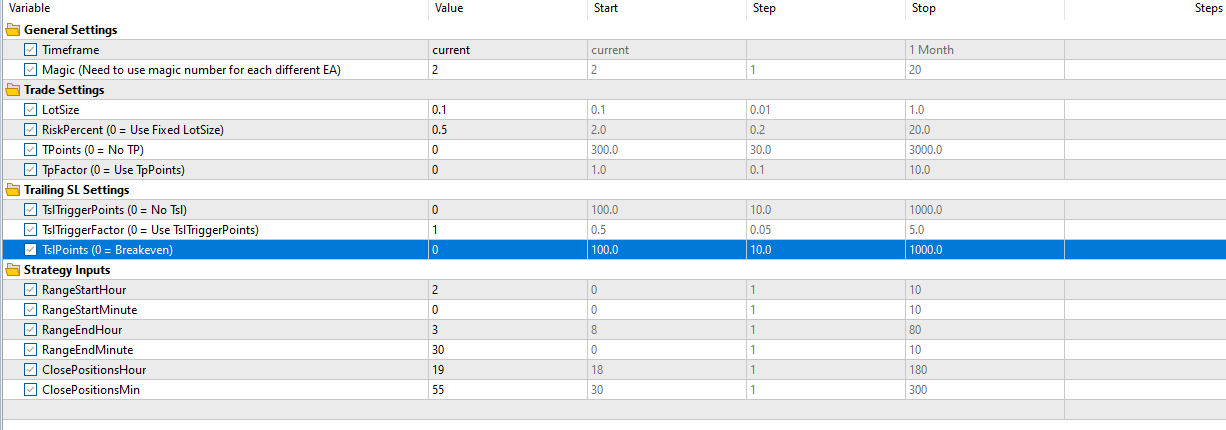 Variable Value Start Step Stop Steps
General Settings
Timeframe current current 1 Month
Magic (Need to use magic number for each different EA) 2 2 1 20
Trade Settings
LotSize 0.1 0.1 0.01 1.0
RiskPercent (0 = Use Fixed LotSize) 0.5 2.0 0.2 20.0
TPoints (0 = No TP) 0 300.0 30.0 3000.0
TpFactor (0 = Use TpPoints) 0 1.0 0.1 10.0
Trailing SL Settings
TslTriggerPoints (0 = No Tsl) 0 100.0 10.0 1000.0
TslTriggerFactor (0 = Use TslTriggerPoints) 1 0.5 0.05 5.0
TslPoints (0 = Breakeven) 0 100.0 10.0 1000.0
Strategy Inputs
RangeStartHour 2 0 1 10
RangeStartMinute 0 0 1 10
RangeEndHour 3 8 1 80
RangeEndMinute 30 0 1 10
ClosePositionsHour 19 18 1 180
ClosePositionsMin 55 30 1 300